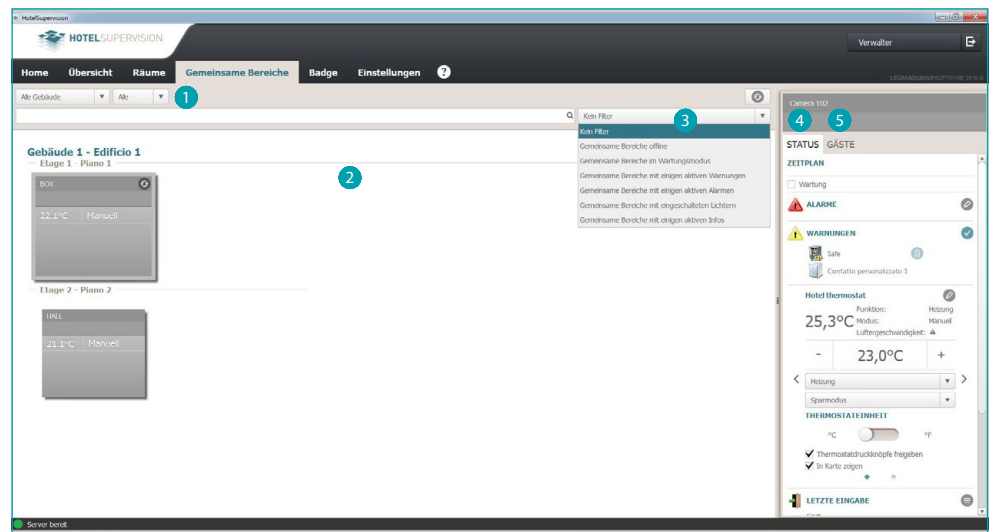 HotelSupervision
HOTELSUPERVISION
Verwalter
Home Übersicht Räume Gemeinsame Bereiche Badge Einstellungen ?
LEGRANDGROUPSOFTWARE 2010 ©
Alle Gebäude Alle 1
Kein Filter 3
Kein Filter
Gemeinsame Bereiche offline
Gemeinsame Bereiche im Wartungsmodus
Gemeinsame Bereiche mit einigen aktiven Warnungen
Gemeinsame Bereiche mit einigen aktiven Alarmen
Gemeinsame Bereiche mit eingeschalteten Lichtern
Gemeinsame Bereiche mit einigen aktiven Infos
Gebäude 1 - Edificio 1
Etage 1 - Piano 1
2
BOX
22.1°C Manuell
Etage 2 - Piano 2
HALL
21.1°C Manuell
Camera 102
4 5
STATUS GÄSTE
ZEITPLAN
Wartung
ALARME
WARNUNGEN
Safe
Contatto personalizzato 1
Hotel thermostat
25,3°C
Funktion: Heizung
Modus: Manuell
Lüftergeschwindigkeit: A
- 23,0°C +
Heizung
Sparmodus
THERMOSTATEINHEIT
°C °F
Thermostatdruckknöpfe freigeben
In Karte zeigen
LETZTE EINGABE
Server bereit